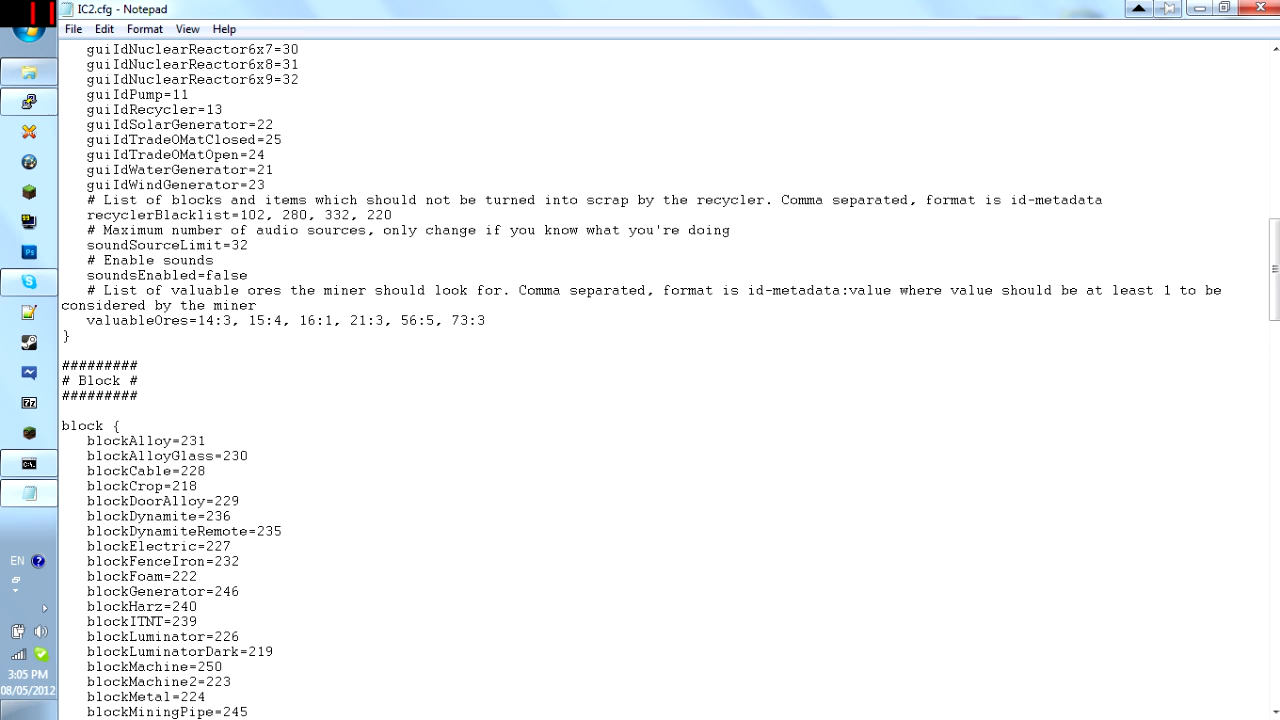 IC2.cfg - Notepad
File Edit Format View Help
guiIdNuclearReactor6x7=30
guiIdNuclearReactor6x8=31
guiIdNuclearReactor6x9=32
guiIdPump=11
guiIdRecycler=13
guiIdSolarGenerator=22
guiIdTradeOMatClosed=25
guiIdTradeOMatOpen=24
guiIdWaterGenerator=21
guiIdWindGenerator=23
# List of blocks and items which should not be turned into scrap by the recycler. Comma separated, format is id-metadata
recyclerBlacklist=102, 280, 332, 220
# Maximum number of audio sources, only change if you know what you're doing
soundSourceLimit=32
# Enable sounds
soundsEnabled=false
# List of valuable ores the miner should look for. Comma separated, format is id-metadata:value where value should be at least 1 to be
considered by the miner
valuableOres=14:3, 15:4, 16:1, 21:3, 56:5, 73:3
}
#########
# Block #
#########
block {
blockAlloy=231
blockAlloyGlass=230
blockCable=228
blockCrop=218
blockDoorAlloy=229
blockDynamite=236
blockDynamiteRemote=235
blockElectric=227
blockFenceIron=232
blockFoam=222
blockGenerator=246
blockHarz=240
blockITNT=239
blockLuminator=226
blockLuminatorDark=219
blockMachine=250
blockMachine2=223
blockMetal=224
blockMiningPipe=245
Ps
7z
C:\.
EN
3:05 PM
08/05/2012